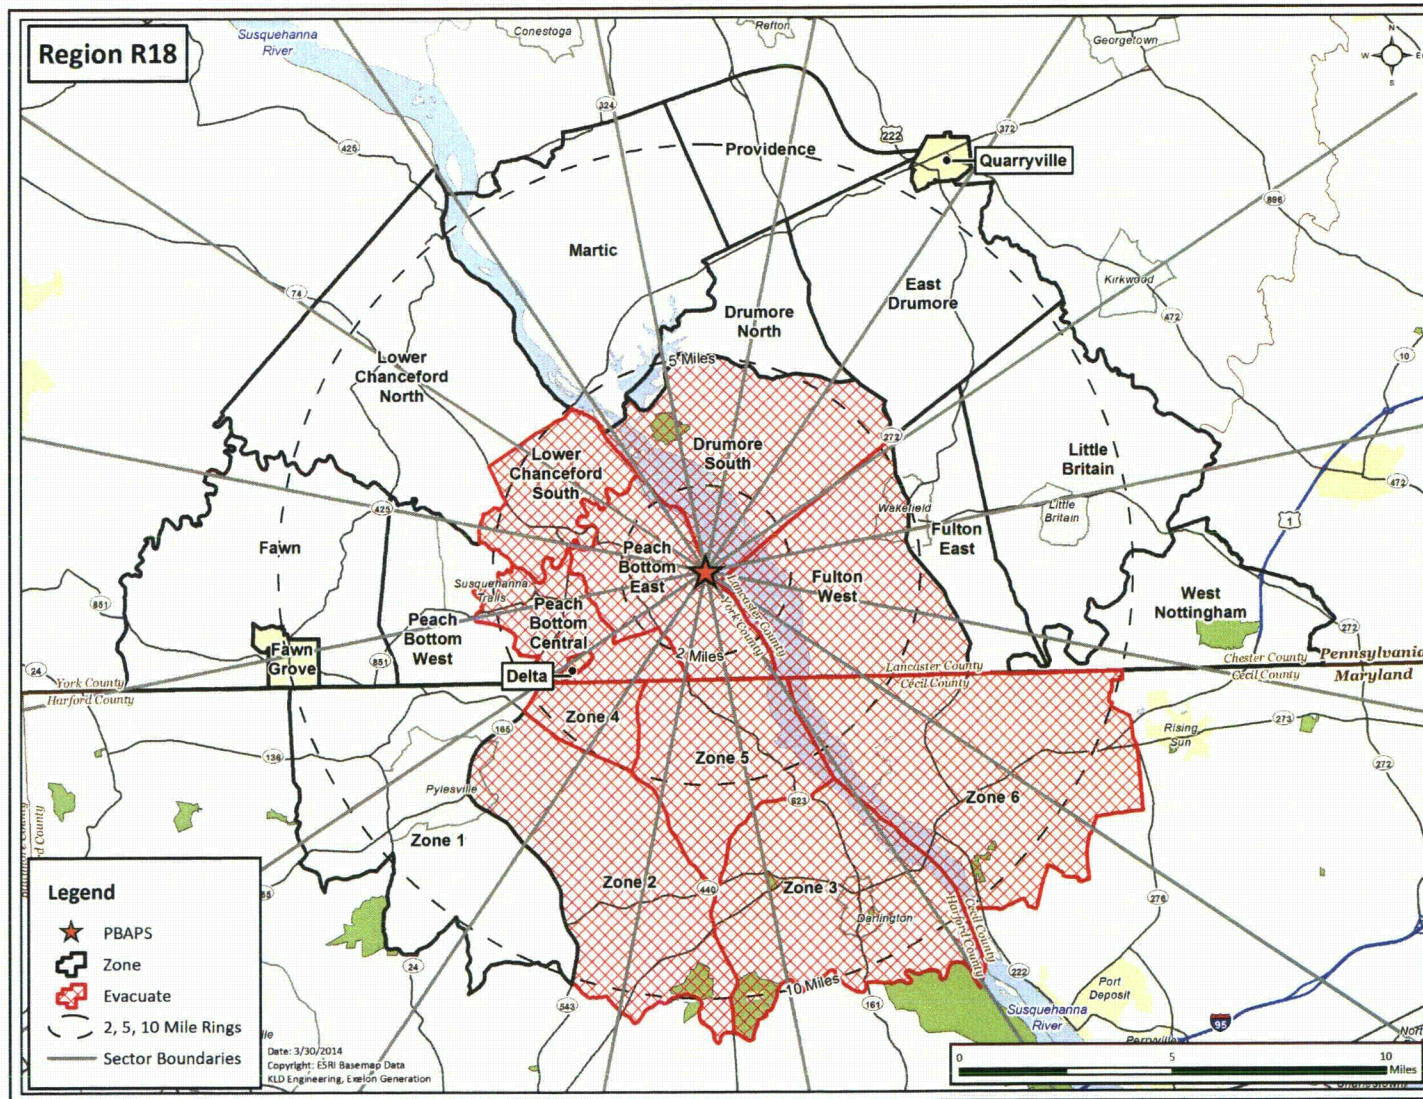 Region R18
Susquehanna
River
Conestoga
Refton
Georgetown
N
W
E
S
324
222
372
425
Providence
Quarryville
896
Martic
Kirkwood
East
Drumore
74
Drumore
North
472
10
Lower
Chanceford
North
5 Miles
272
Drumore
South
Lower
Chanceford
South
Little
Britain
472
425
Wakefield
Little
Britain
1
Fawn
Peach
Bottom
East
Fulton
East
Fulton
West
Susquehanna
Trails
West
Nottingham
851
Peach
Bottom
Central
Lancaster County
York County
Peach
Bottom
West
272
Fawn
Grove
851
2 Miles
24
Delta
Lancaster County
Cecil County
Chester County
Cecil County
Pennsylvania
Maryland
York County
Harford County
Zone 4
165
Rising
Sun
273
136
Zone 5
272
Pylesville
623
Zone 6
Zone 1
Zone 2
440
Zone 3
Darlington
276
Cecil County
Harford County
24
222
10 Miles
543
161
Port
Deposit
Susquehanna
River
95
Perryville
Legend
PBAPS
Zone
Evacuate
2, 5, 10 Mile Rings
Sector Boundaries
Date: 3/30/2014
Copyright: ESRI Basemap Data
KLD Engineering, Exelon Generation
0 5 10
Miles